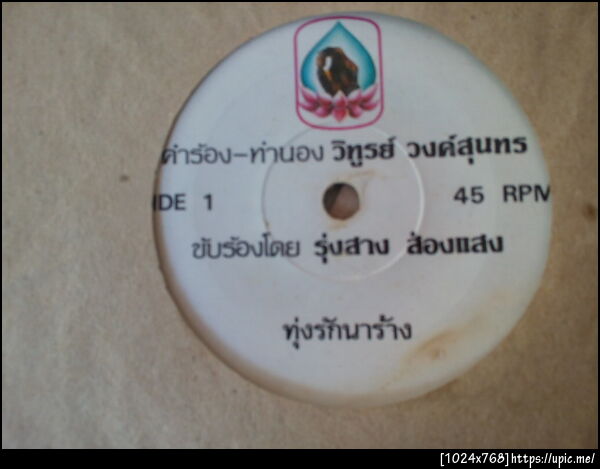 คำร้อง-ทำนอง วิทูรย์ วงค์สุนทร
IDE 1 45 RPM
ขับร้องโดย รุ่งสาง ส่องแสง
ทุ่งรักนาร้าง
[1024x768]https://upic.me/